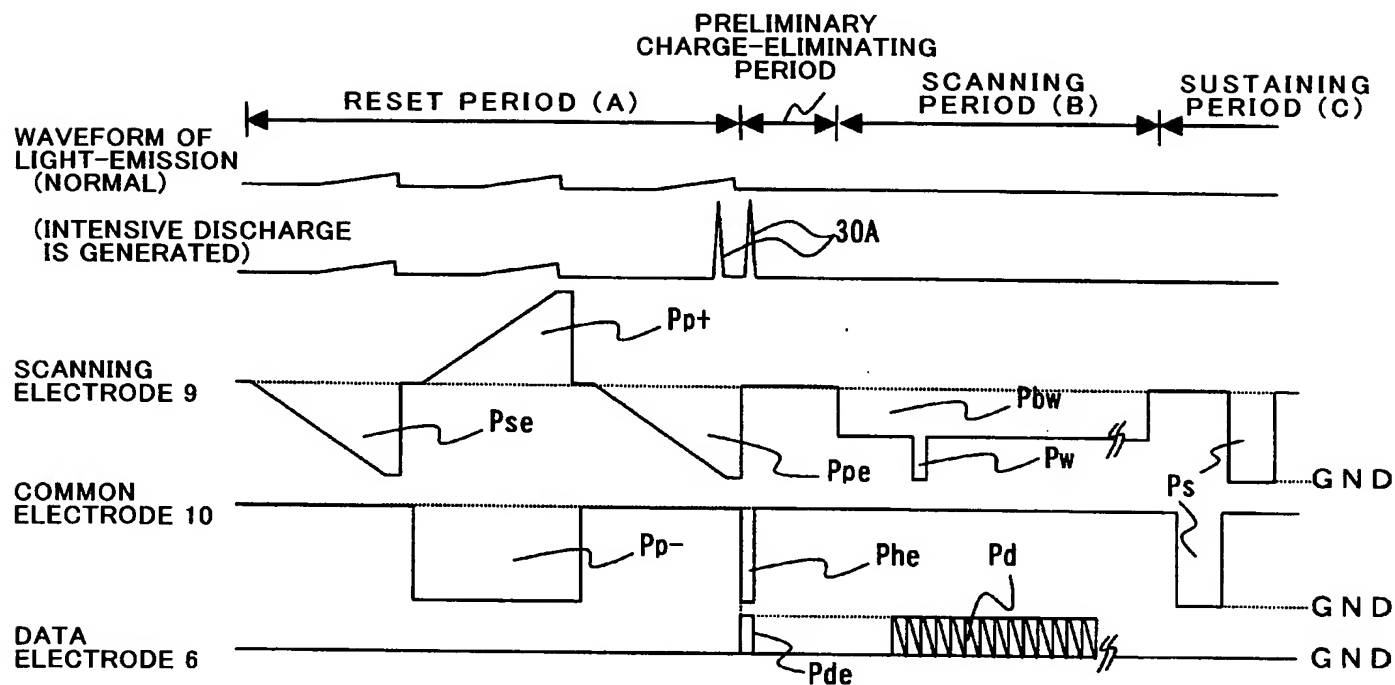 PRELIMINARY
CHARGE-ELIMINATING
PERIOD
RESET PERIOD (A)
SCANNING
PERIOD (B)
SUSTAINING
PERIOD (C)
WAVEFORM OF
LIGHT-EMISSION
(NORMAL)
(INTENSIVE DISCHARGE
IS GENERATED)
30A
Pp+
SCANNING
ELECTRODE 9
Pse
Ppe
Pbw
Pw
Ps
GND
COMMON
ELECTRODE 10
Pp-
Phe
Pd
GND
DATA
ELECTRODE 6
Pde
GND